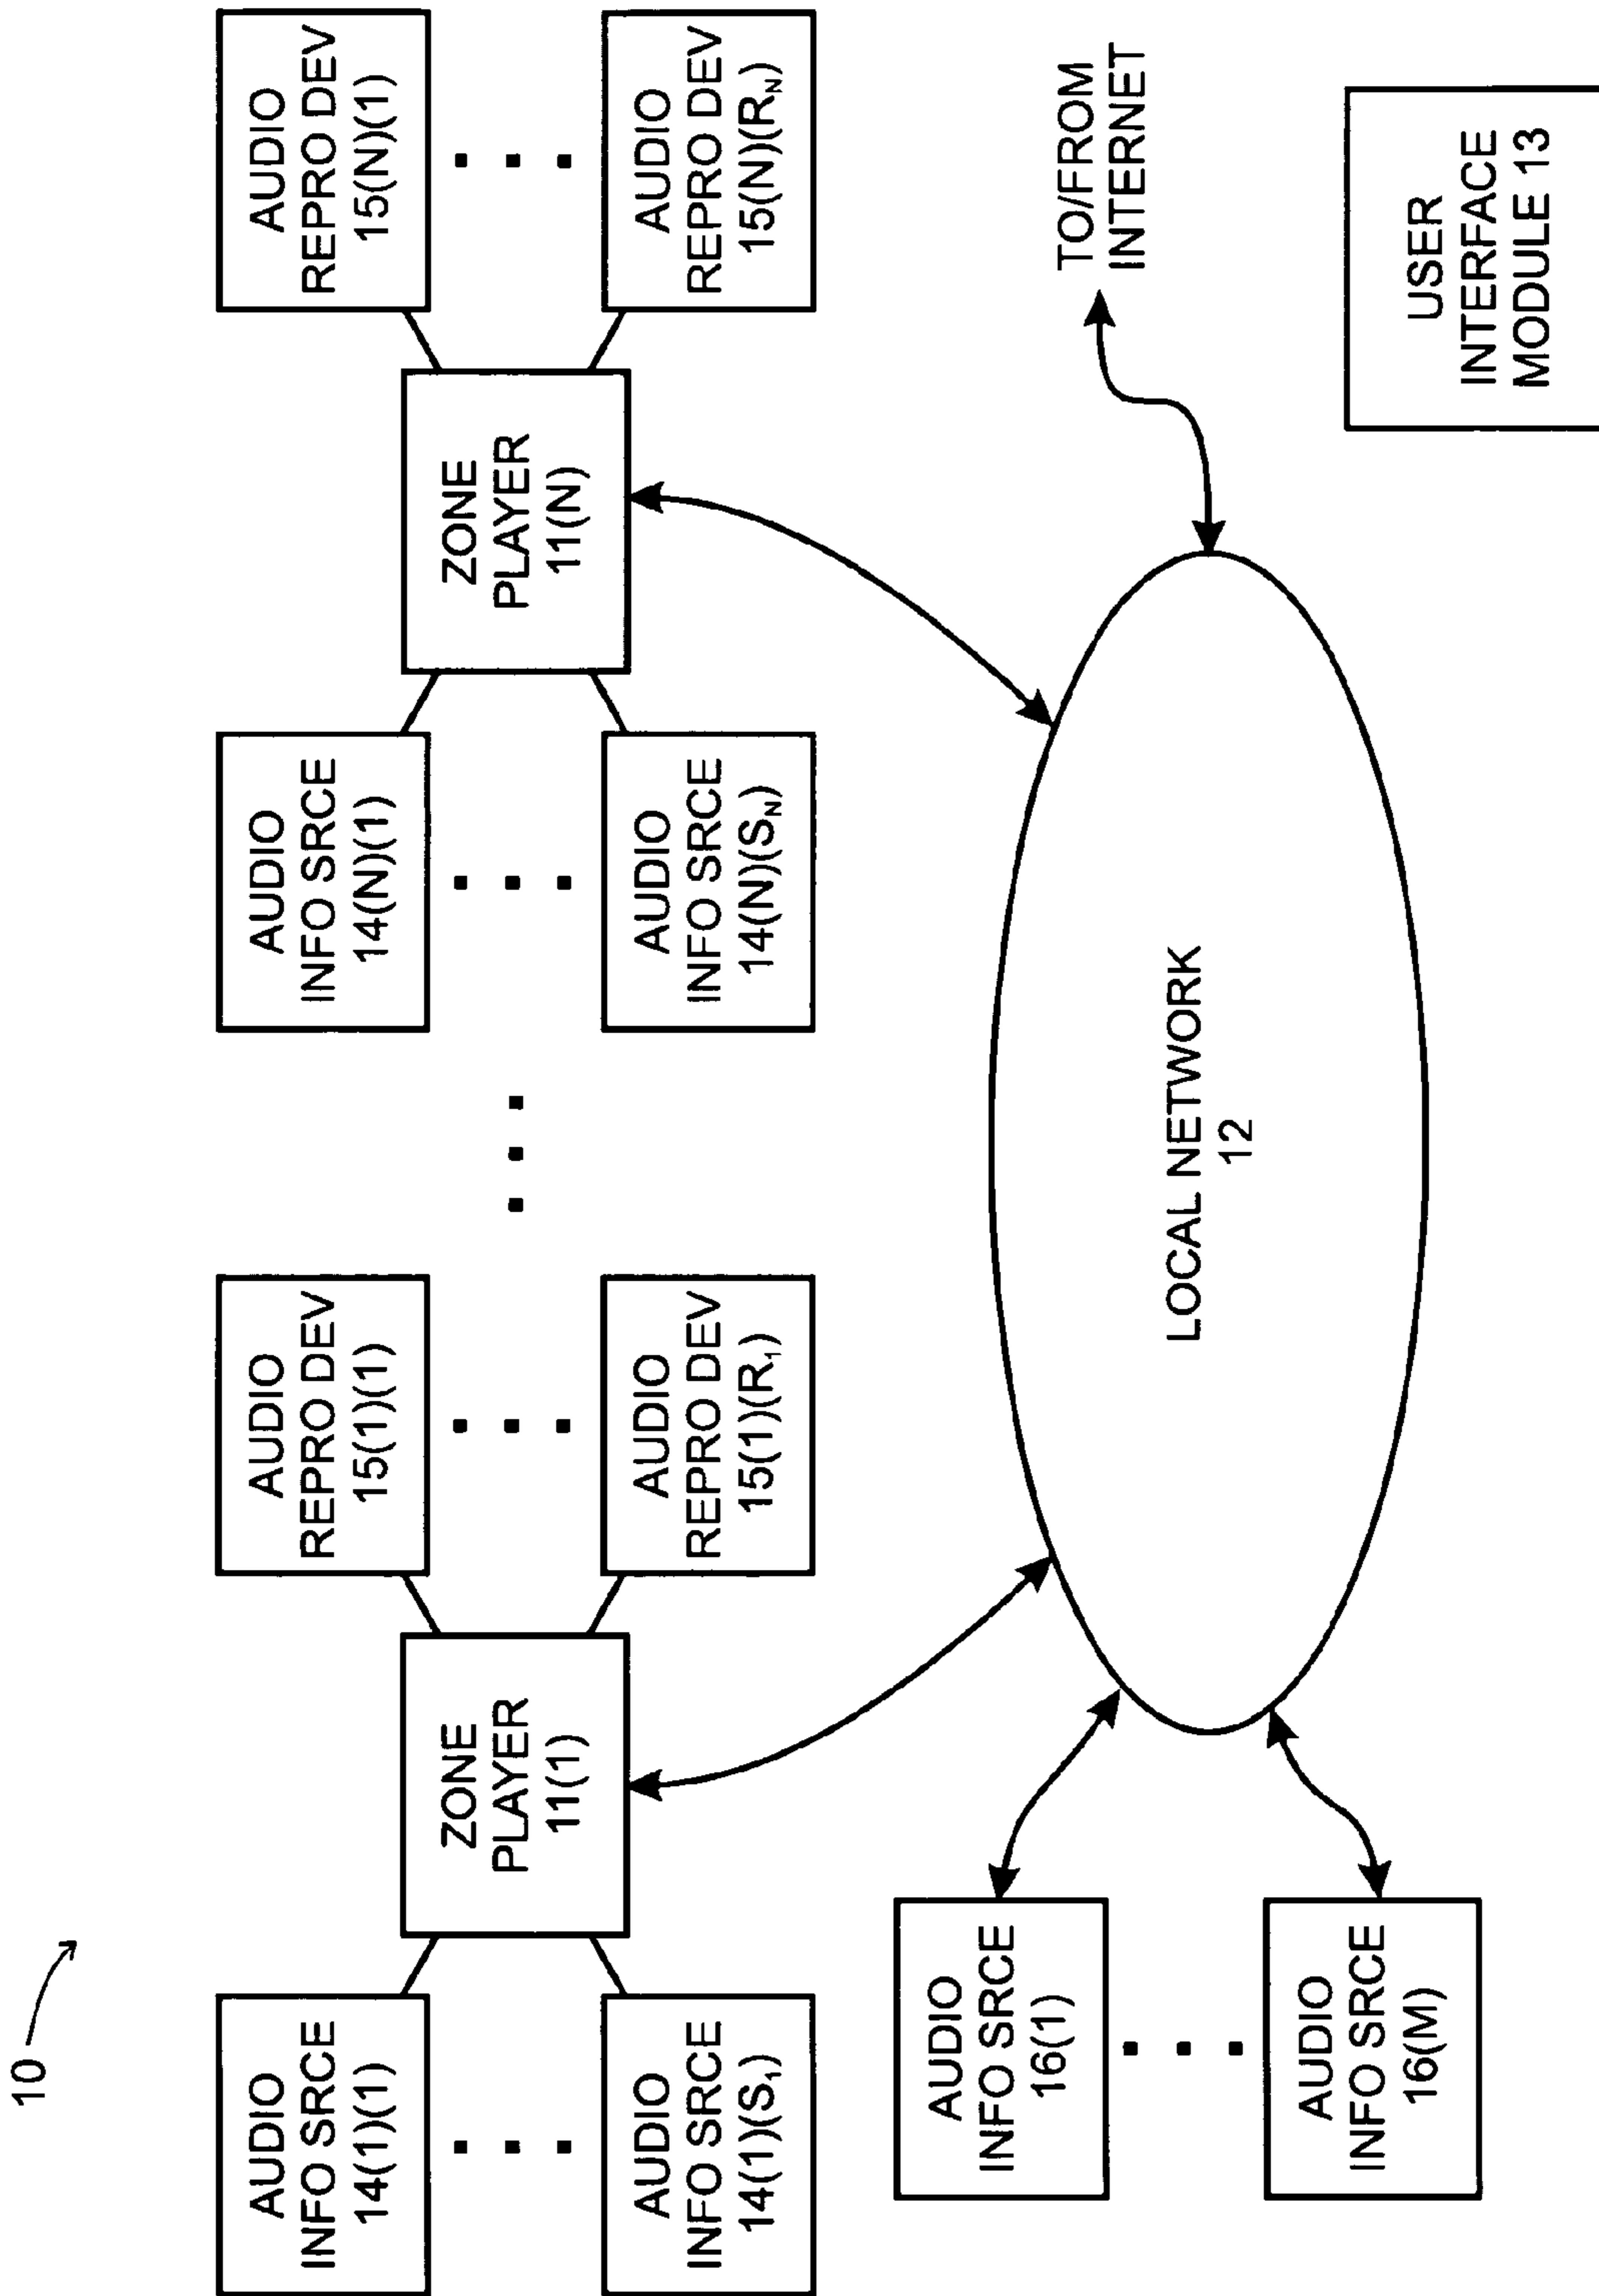 10
AUDIO
INFO SRCE
14(1)(1)
AUDIO
INFO SRCE
14(1)(S₁)
ZONE
PLAYER
11(1)
AUDIO
REPRO DEV
15(1)(1)
AUDIO
REPRO DEV
15(1)(R₁)
AUDIO
INFO SRCE
14(N)(1)
AUDIO
INFO SRCE
14(N)(S_N)
ZONE
PLAYER
11(N)
AUDIO
REPRO DEV
15(N)(1)
AUDIO
REPRO DEV
15(N)(R_N)
AUDIO
INFO SRCE
16(1)
AUDIO
INFO SRCE
16(M)
LOCAL NETWORK
12
TO/FROM
INTERNET
USER
INTERFACE
MODULE 13